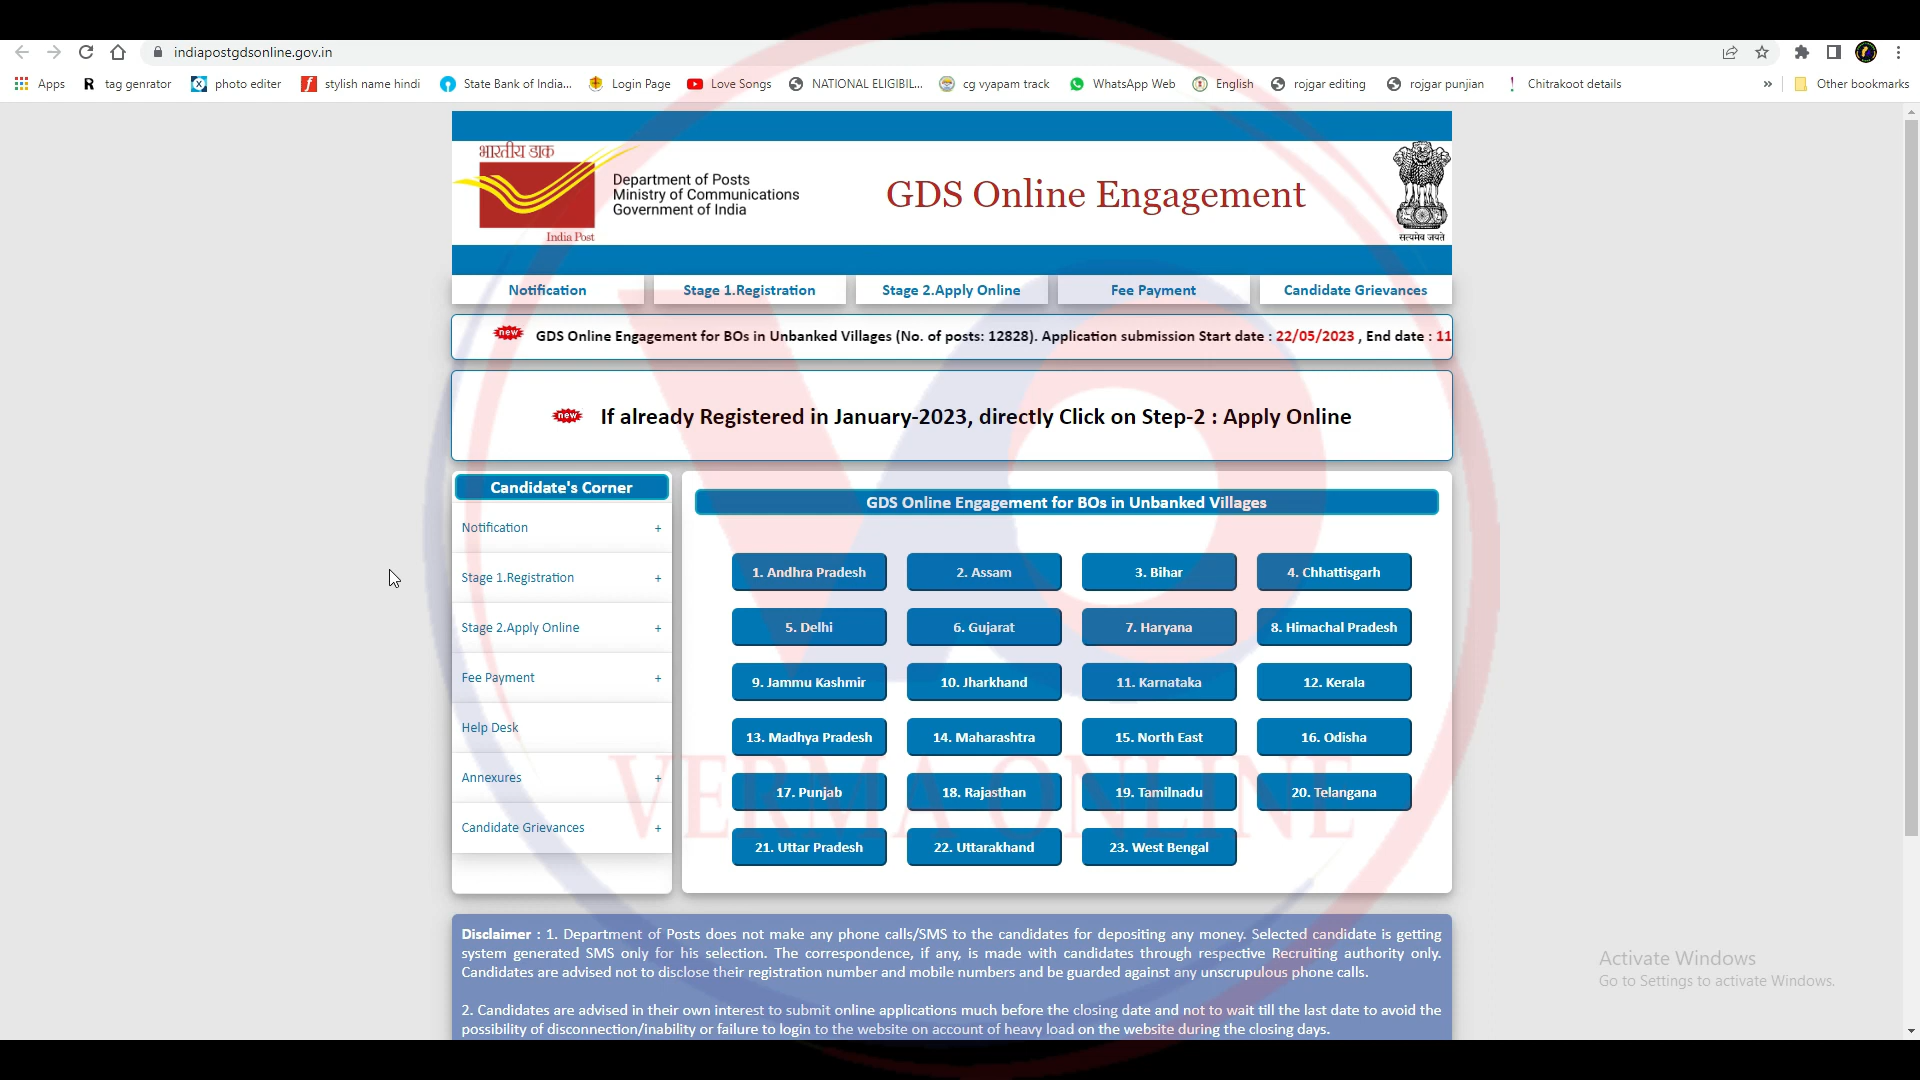 indiapostgdsonline.gov.in
Apps
tag genrator
photo editer
stylish name hindi
State Bank of India...
Login Page
Love Songs
NATIONAL ELIGIBIL...
cg vyapam track
WhatsApp Web
English
rojgar editing
rojgar punjian
Chitrakoot details
»
Other bookmarks
भारतीय डाक
Department of Posts
Ministry of Communications
Government of India
India Post
GDS Online Engagement
सत्यमेव जयते
Notification
Stage 1.Registration
Stage 2.Apply Online
Fee Payment
Candidate Grievances
new GDS Online Engagement for BOs in Unbanked Villages (No. of posts: 12828). Application submission Start date : 22/05/2023 , End date : 11
new If already Registered in January-2023, directly Click on Step-2 : Apply Online
Candidate's Corner
Notification +
Stage 1.Registration +
Stage 2.Apply Online +
Fee Payment +
Help Desk
Annexures +
Candidate Grievances +
GDS Online Engagement for BOs in Unbanked Villages
1. Andhra Pradesh
2. Assam
3. Bihar
4. Chhattisgarh
5. Delhi
6. Gujarat
7. Haryana
8. Himachal Pradesh
9. Jammu Kashmir
10. Jharkhand
11. Karnataka
12. Kerala
13. Madhya Pradesh
14. Maharashtra
15. North East
16. Odisha
17. Punjab
18. Rajasthan
19. Tamilnadu
20. Telangana
21. Uttar Pradesh
22. Uttarakhand
23. West Bengal
VERMA ONLINE
Disclaimer : 1. Department of Posts does not make any phone calls/SMS to the candidates for depositing any money. Selected candidate is getting
system generated SMS only for his selection. The correspondence, if any, is made with candidates through respective Recruiting authority only.
Candidates are advised not to disclose their registration number and mobile numbers and be guarded against any unscrupulous phone calls.
2. Candidates are advised in their own interest to submit online applications much before the closing date and not to wait till the last date to avoid the
possibility of disconnection/inability or failure to login to the website on account of heavy load on the website during the closing days.
Activate Windows
Go to Settings to activate Windows.